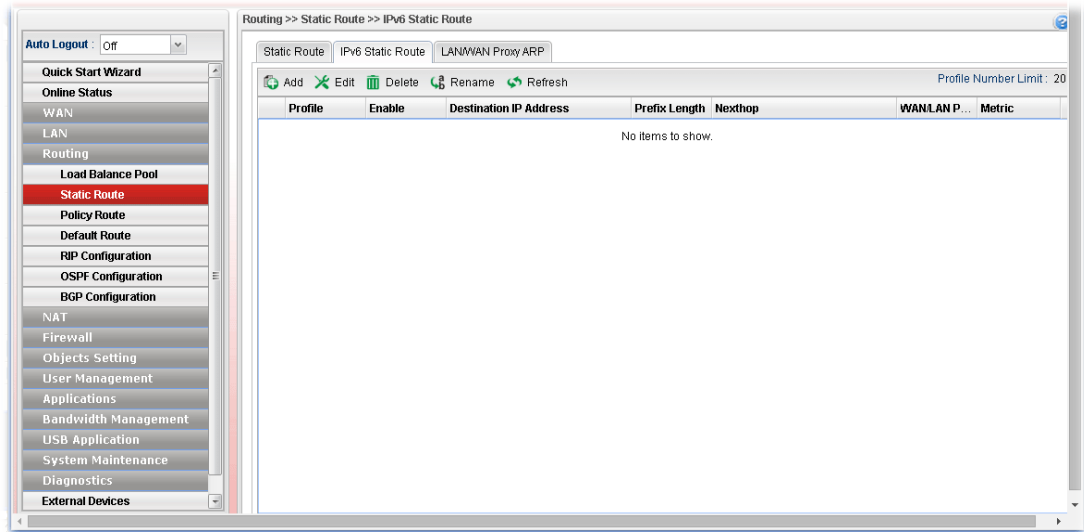 Routing >> Static Route >> IPv6 Static Route
Auto Logout : Off
Quick Start Wizard
Online Status
WAN
LAN
Routing
Load Balance Pool
Static Route
Policy Route
Default Route
RIP Configuration
OSPF Configuration
BGP Configuration
NAT
Firewall
Objects Setting
User Management
Applications
Bandwidth Management
USB Application
System Maintenance
Diagnostics
External Devices
Static Route IPv6 Static Route LAN/WAN Proxy ARP
Add Edit Delete Rename Refresh Profile Number Limit : 20
Profile Enable Destination IP Address Prefix Length Nexthop WAN/LAN P... Metric
No items to show.